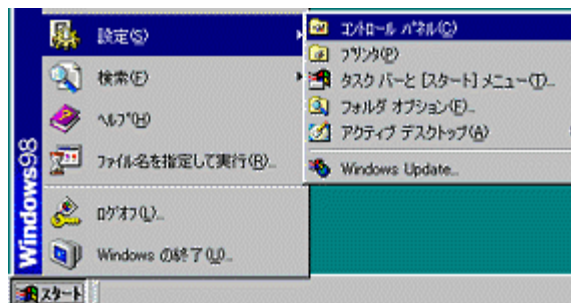 設定(S)
検索(F)
ヘルプ(H)
ファイル名を指定して実行(R)...
ログオフ(L)...
Windows の終了(U)...
Windows98
スタート
コントロール パネル(C)
プリンタ(P)
タスク バーと [スタート] メニュー(T)...
フォルダ オプション(F)...
アクティブ デスクトップ(A)
Windows Update...